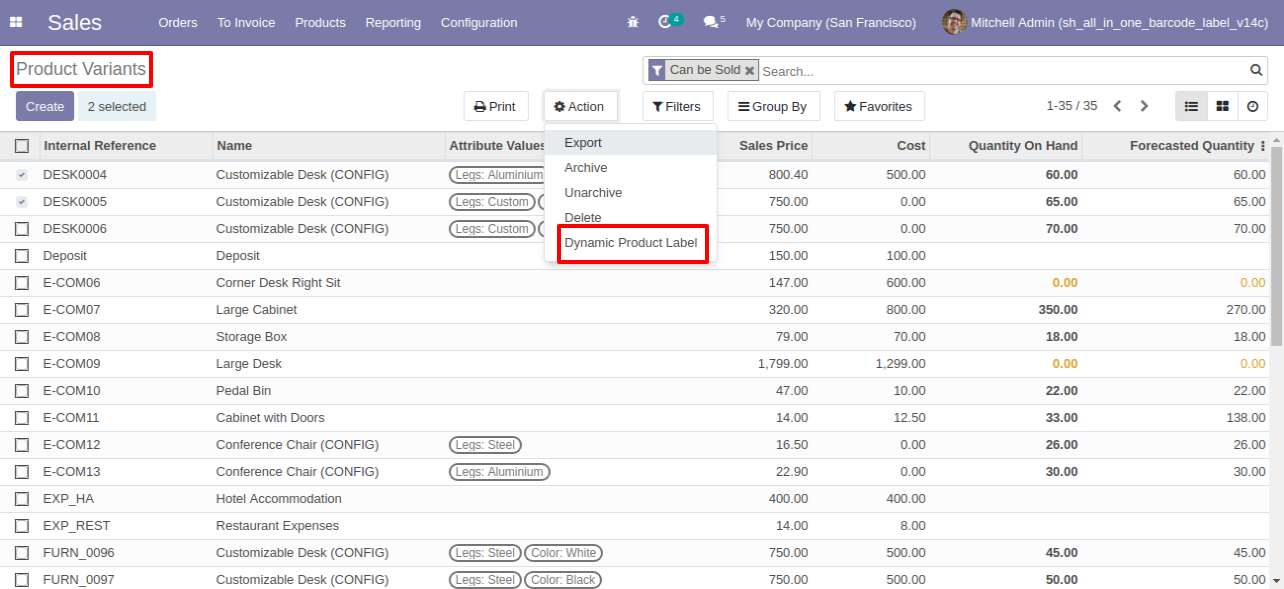 Sales Orders To Invoice Products Reporting Configuration 4 5 My Company (San Francisco) Mitchell Admin (sh_all_in_one_barcode_label_v14c)
Product Variants Can be Sold Search...
Create 2 selected Print Action Filters Group By Favorites 1-35 / 35
Internal Reference Name Attribute Values Sales Price Cost Quantity On Hand Forecasted Quantity
Export
Archive
Unarchive
Delete
Dynamic Product Label
DESK0004 Customizable Desk (CONFIG) Legs: Aluminium 800.40 500.00 60.00 60.00
DESK0005 Customizable Desk (CONFIG) Legs: Custom 750.00 0.00 65.00 65.00
DESK0006 Customizable Desk (CONFIG) Legs: Custom 750.00 0.00 70.00 70.00
Deposit Deposit 150.00 100.00
E-COM06 Corner Desk Right Sit 147.00 600.00 0.00 0.00
E-COM07 Large Cabinet 320.00 800.00 350.00 270.00
E-COM08 Storage Box 79.00 70.00 18.00 18.00
E-COM09 Large Desk 1,799.00 1,299.00 0.00 0.00
E-COM10 Pedal Bin 47.00 10.00 22.00 22.00
E-COM11 Cabinet with Doors 14.00 12.50 33.00 138.00
E-COM12 Conference Chair (CONFIG) Legs: Steel 16.50 0.00 26.00 26.00
E-COM13 Conference Chair (CONFIG) Legs: Aluminium 22.90 0.00 30.00 30.00
EXP_HA Hotel Accommodation 400.00 400.00
EXP_REST Restaurant Expenses 14.00 8.00
FURN_0096 Customizable Desk (CONFIG) Legs: Steel Color: White 750.00 500.00 45.00 45.00
FURN_0097 Customizable Desk (CONFIG) Legs: Steel Color: Black 750.00 500.00 50.00 50.00